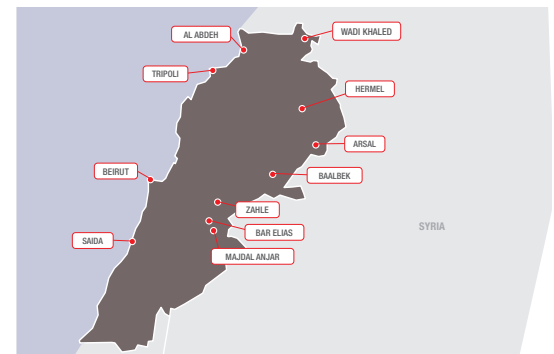 WADI KHALED
AL ABDEH
TRIPOLI
HERMEL
ARSAL
BEIRUT
BAALBEK
ZAHLE
SYRIA
BAR ELIAS
SAIDA
MAJDAL ANJAR